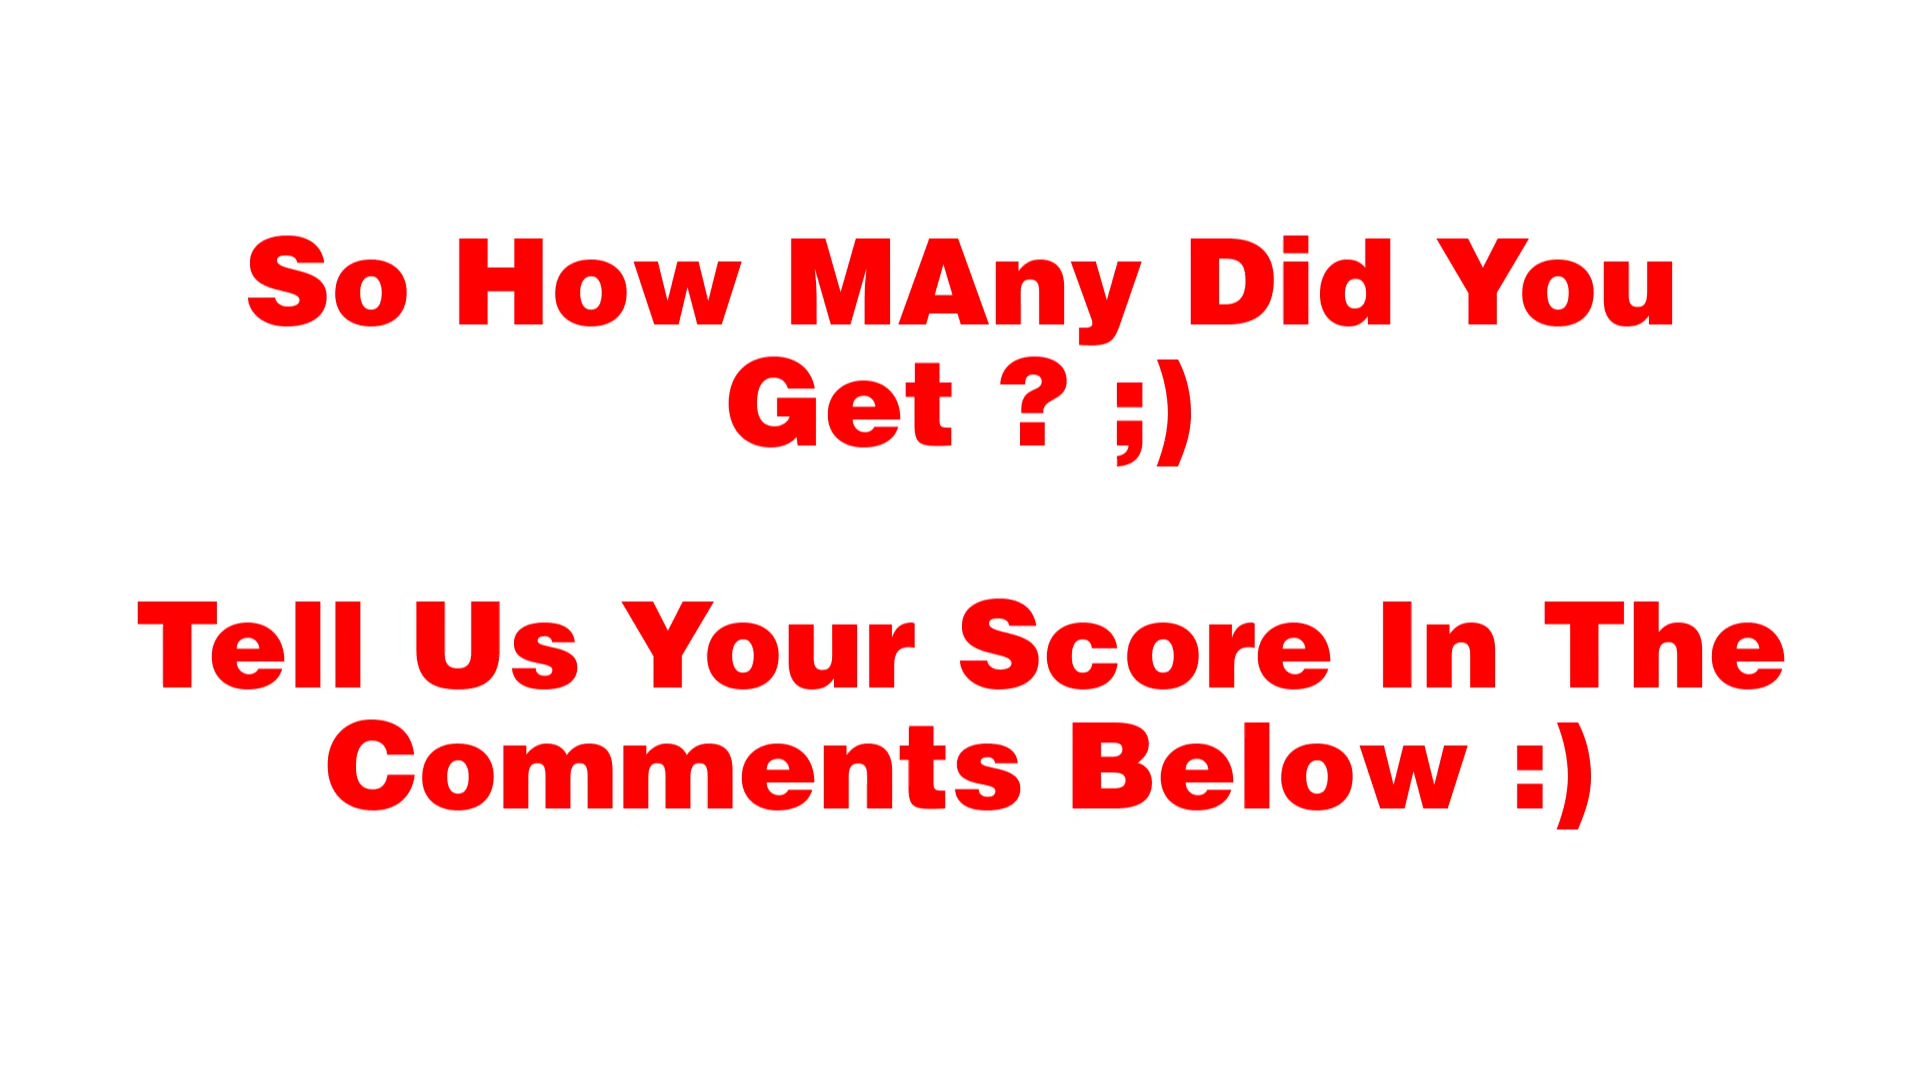 So How MAny Did You
Get ? ;)
Tell Us Your Score In The
Comments Below :)